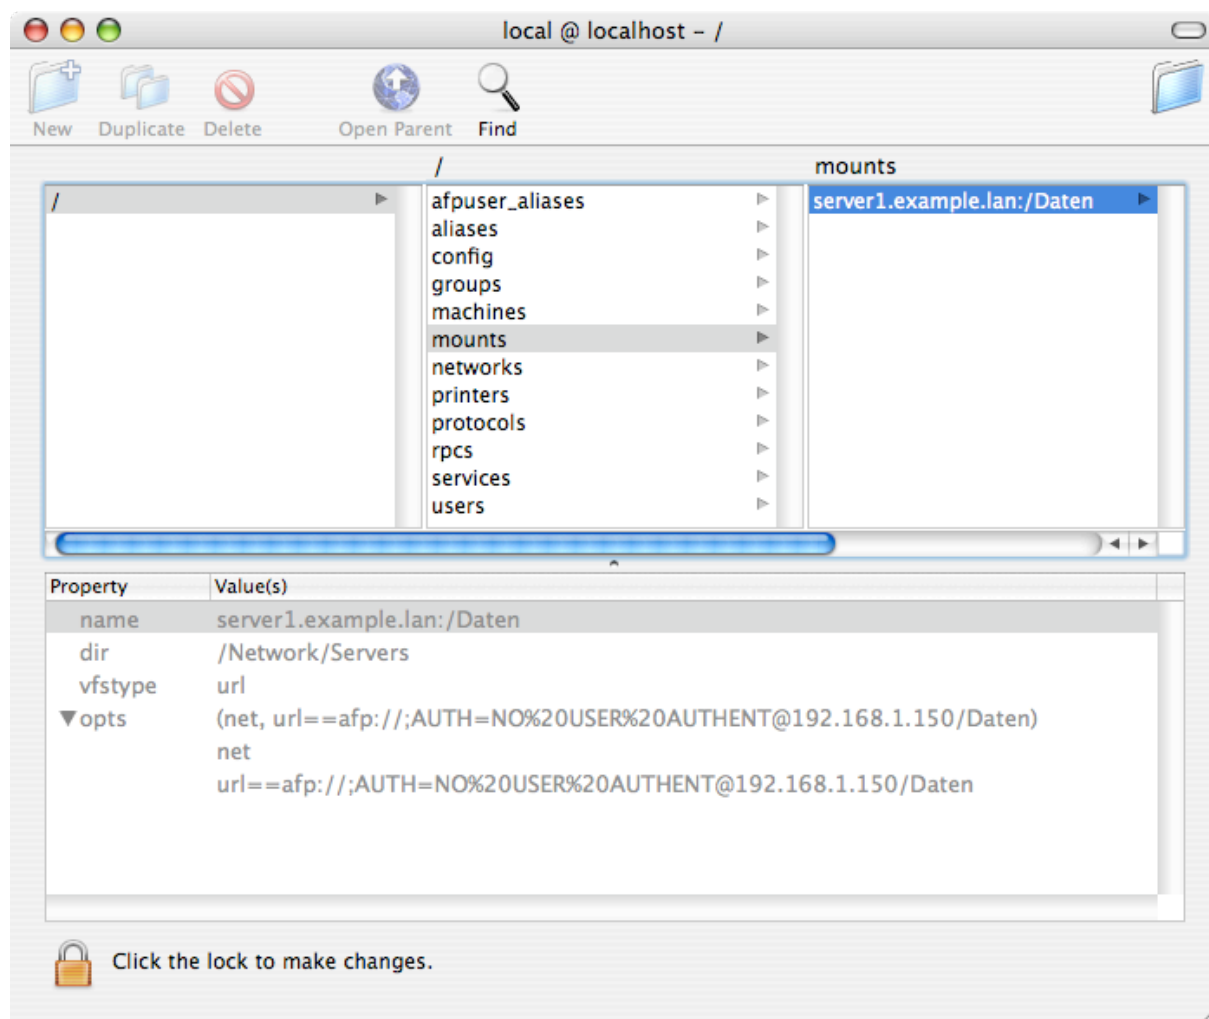 local @ localhost – /
New Duplicate Delete Open Parent Find
/ mounts
/ afpuser_aliases server1.example.lan:/Daten
aliases
config
groups
machines
mounts
networks
printers
protocols
rpcs
services
users
Property Value(s)
name server1.example.lan:/Daten
dir /Network/Servers
vfstype url
opts (net, url==afp://;AUTH=NO%20USER%20AUTHENT@192.168.1.150/Daten)
net
url==afp://;AUTH=NO%20USER%20AUTHENT@192.168.1.150/Daten
Click the lock to make changes.